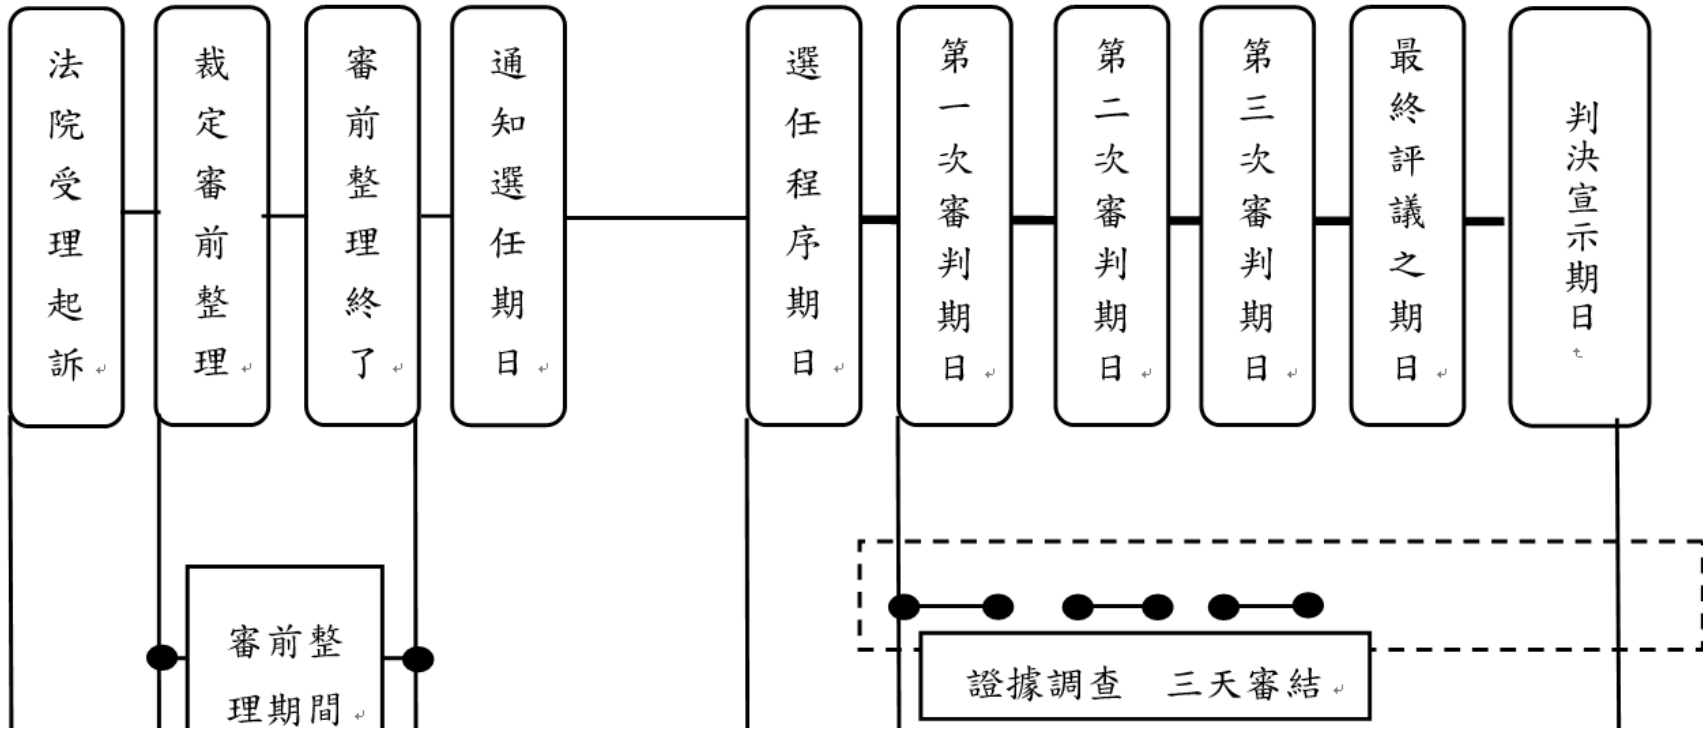 法院受理起訴
裁定審前整理
審前整理終了
通知選任期日
選任程序期日
第一次審判期日
第二次審判期日
第三次審判期日
最終評議之期日
判決宣示期日
審前整
理期間
證據調查　三天審結